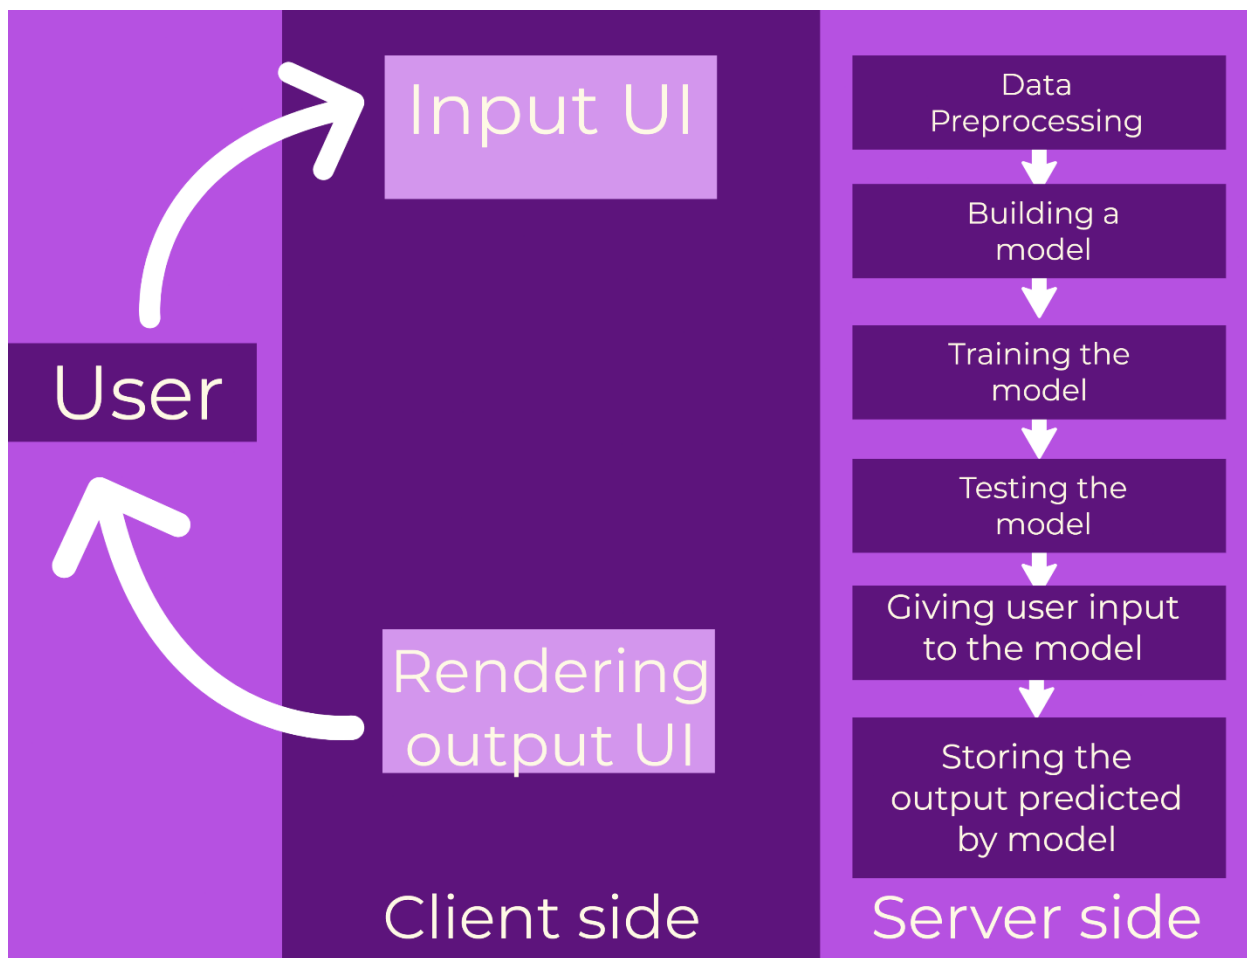 User
Input UI
Rendering
output UI
Client side
Data
Preprocessing
Building a
model
Training the
model
Testing the
model
Giving user input
to the model
Storing the
output predicted
by model
Server side